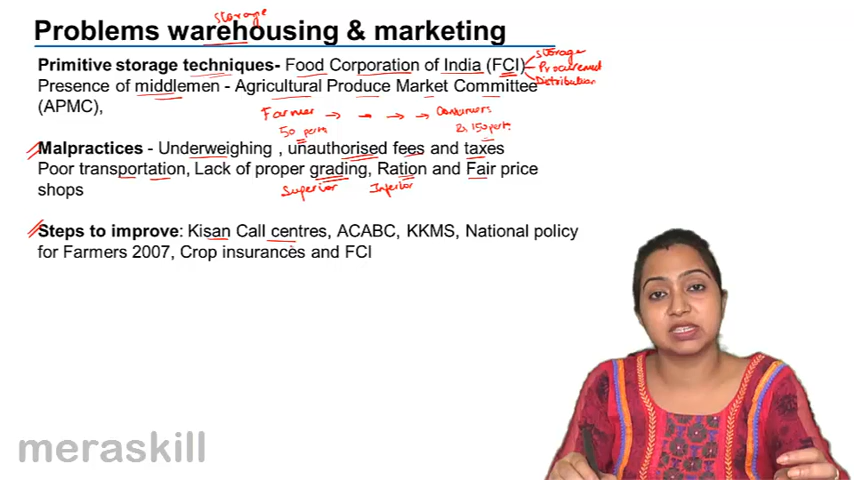 storage
Problems warehousing & marketing
storage
Primitive storage techniques- Food Corporation of India (FCI) Procurement
Distribution
Presence of middlemen - Agricultural Produce Market Committee
(APMC),
Farmer → → → Consumers
50 per Rs 150 per
Malpractices - Underweighing , unauthorised fees and taxes
Poor transportation, Lack of proper grading, Ration and Fair price
shops
Superior Inferior
Steps to improve: Kisan Call centres, ACABC, KKMS, National policy
for Farmers 2007, Crop insurances and FCI
meraskill